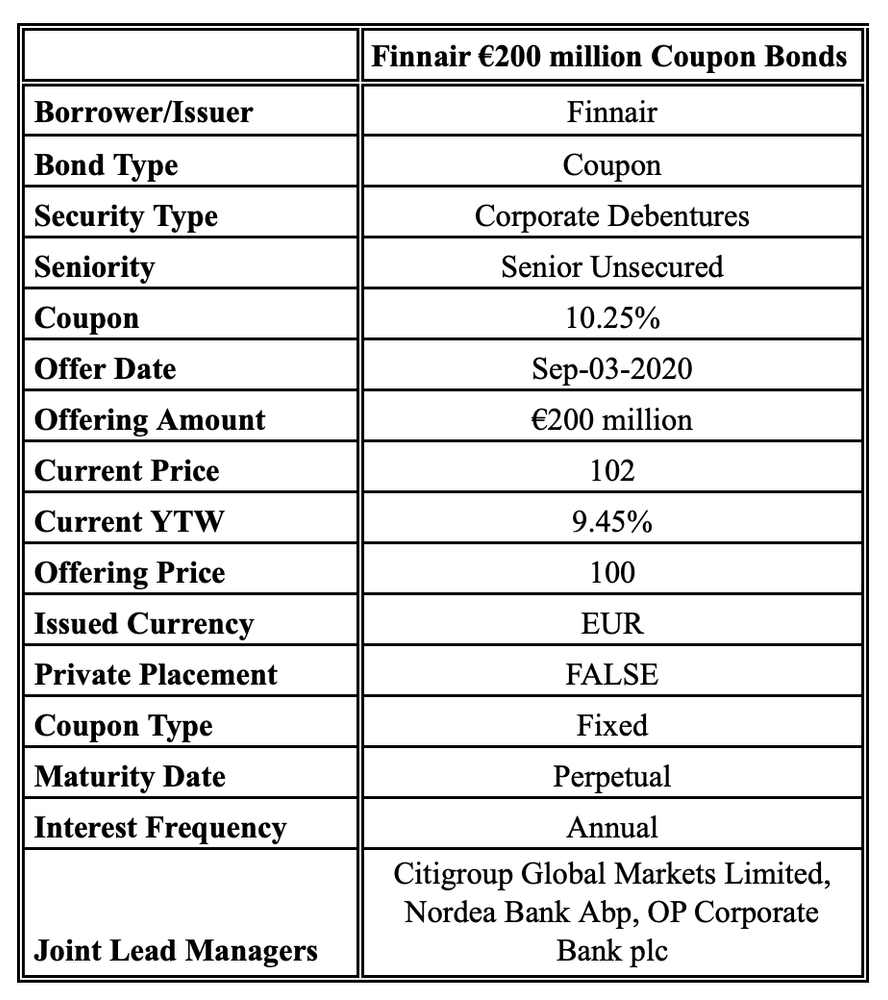 Finnair €200 million Coupon Bonds
Borrower/Issuer Finnair
Bond Type Coupon
Security Type Corporate Debentures
Seniority Senior Unsecured
Coupon 10.25%
Offer Date Sep-03-2020
Offering Amount €200 million
Current Price 102
Current YTW 9.45%
Offering Price 100
Issued Currency EUR
Private Placement FALSE
Coupon Type Fixed
Maturity Date Perpetual
Interest Frequency Annual
Citigroup Global Markets Limited,
Nordea Bank Abp, OP Corporate
Joint Lead Managers Bank plc